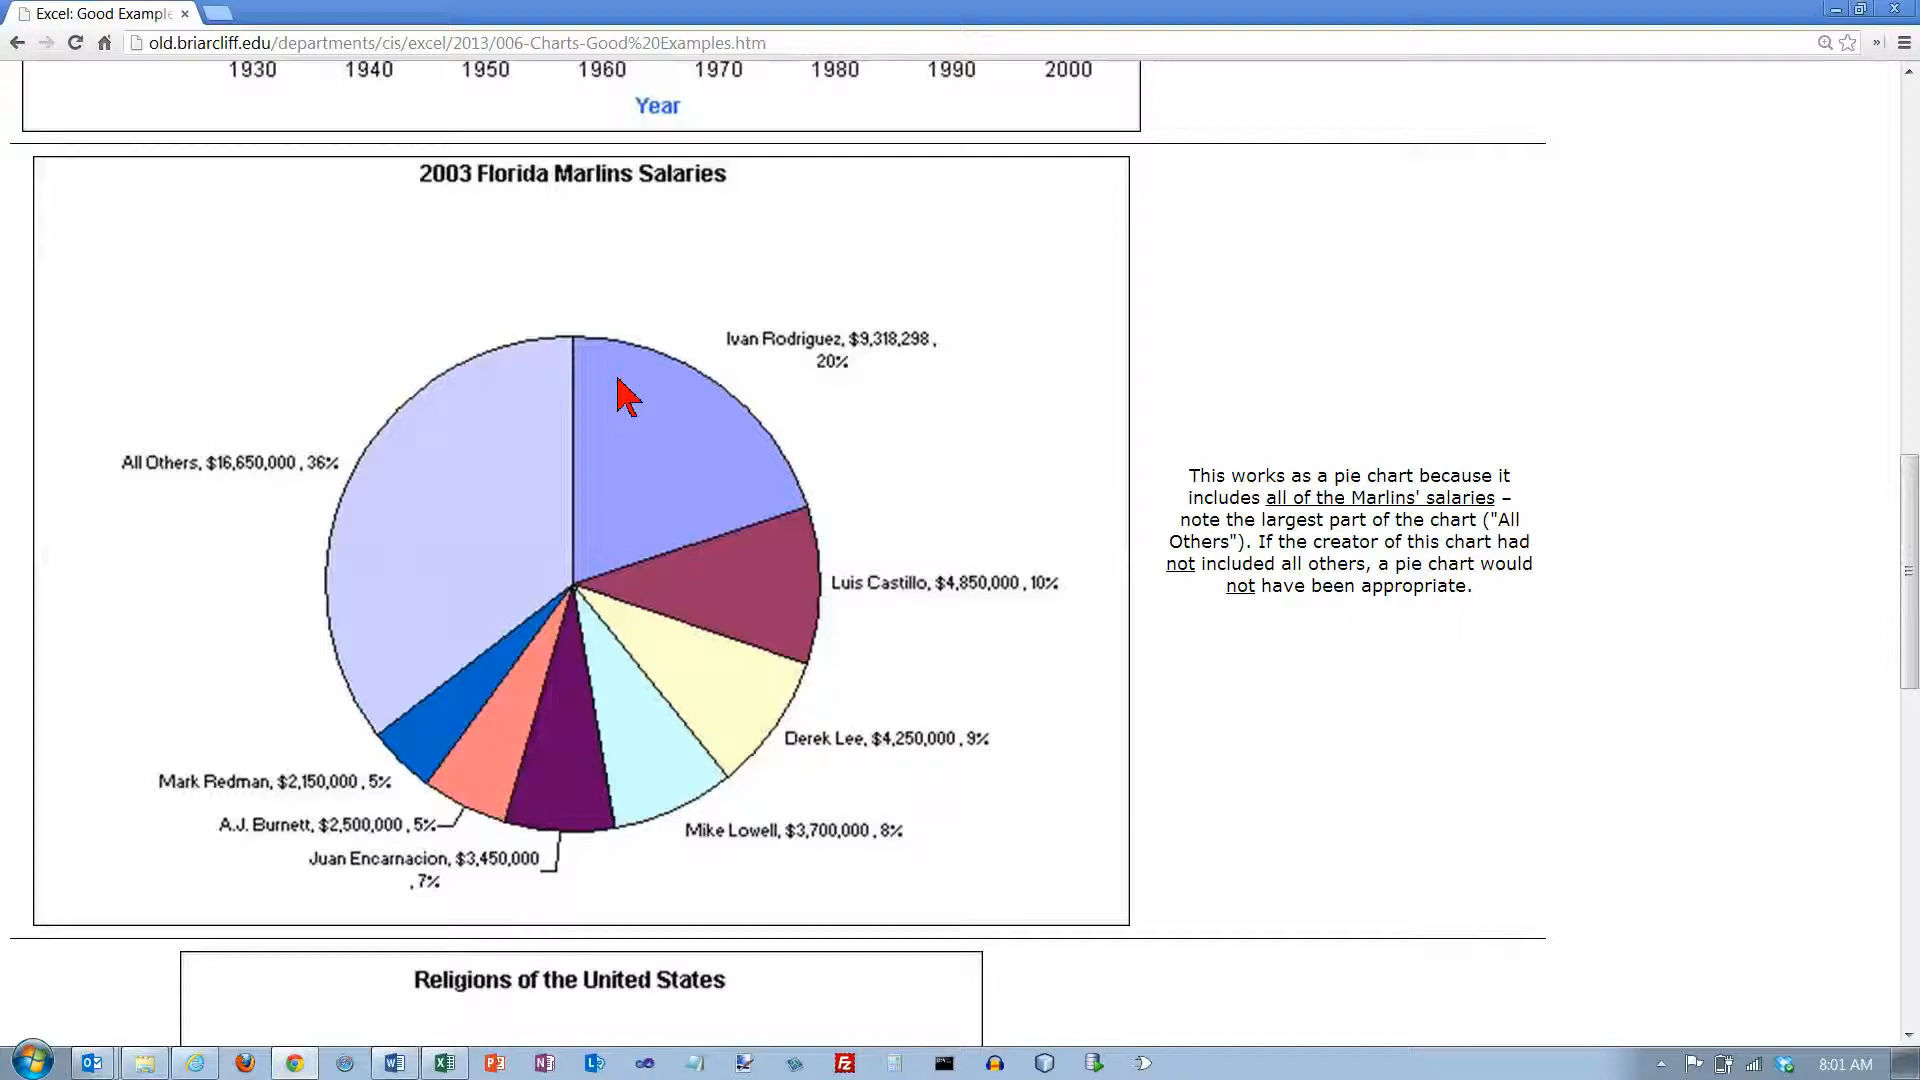 Excel: Good Example
old.briarcliff.edu/departments/cis/excel/2013/006-Charts-Good%20Examples.htm
1930 1940 1950 1960 1970 1980 1990 2000
Year
2003 Florida Marlins Salaries
Ivan Rodriguez, $9,318,298 ,
20%
All Others, $16,650,000 , 36%
Luis Castillo, $4,850,000 , 10%
Derek Lee, $4,250,000 , 9%
Mark Redman, $2,150,000 , 5%
A.J. Burnett, $2,500,000 , 5%
Mike Lowell, $3,700,000 , 8%
Juan Encarnacion, $3,450,000
, 7%
This works as a pie chart because it
includes all of the Marlins' salaries –
note the largest part of the chart ("All
Others"). If the creator of this chart had
not included all others, a pie chart would
not have been appropriate.
Religions of the United States
8:01 AM